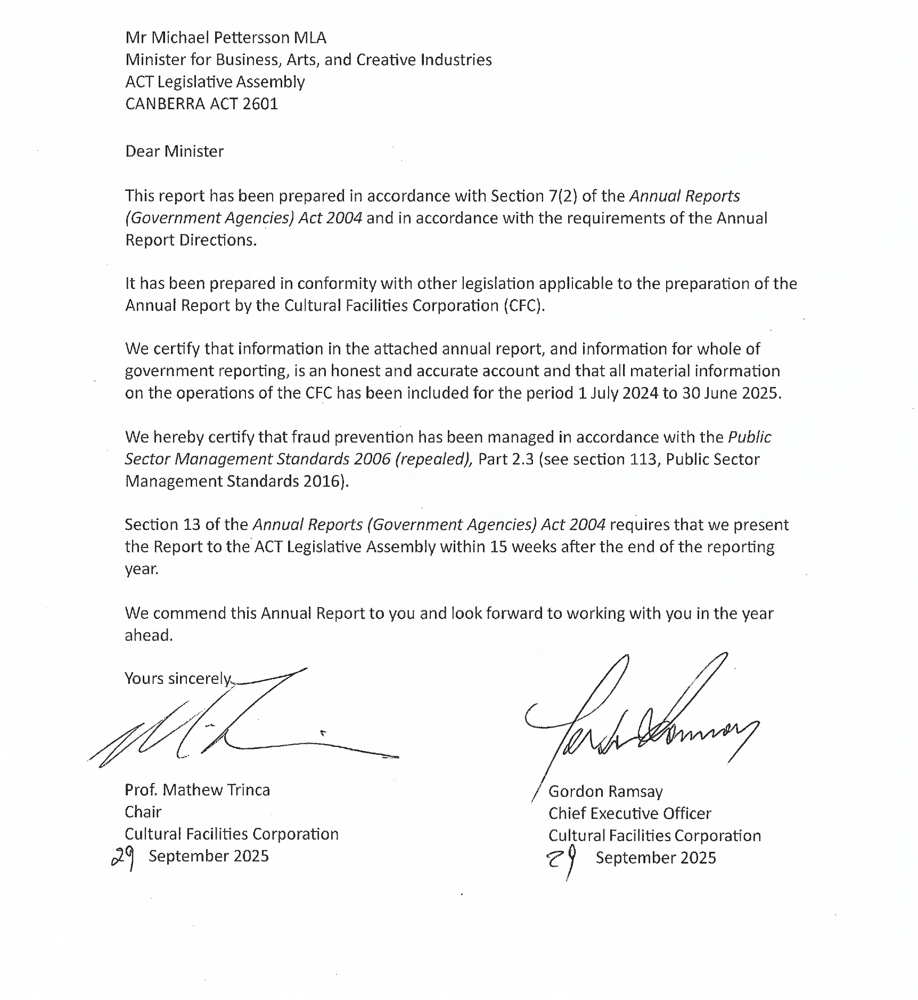 Mr Michael Pettersson MLA
Minister for Business, Arts, and Creative Industries
ACT Legislative Assembly
CANBERRA ACT 2601
Dear Minister
This report has been prepared in accordance with Section 7(2) of the Annual Reports
(Government Agencies) Act 2004 and in accordance with the requirements of the Annual
Report Directions.
It has been prepared in conformity with other legislation applicable to the preparation of the
Annual Report by the Cultural Facilities Corporation (CFC).
We certify that information in the attached annual report, and information for whole of
government reporting, is an honest and accurate account and that all material information
on the operations of the CFC has been included for the period 1 July 2024 to 30 June 2025.
We hereby certify that fraud prevention has been managed in accordance with the Public
Sector Management Standards 2006 (repealed), Part 2.3 (see section 113, Public Sector
Management Standards 2016).
Section 13 of the Annual Reports (Government Agencies) Act 2004 requires that we present
the Report to the ACT Legislative Assembly within 15 weeks after the end of the reporting
year.
We commend this Annual Report to you and look forward to working with you in the year
ahead.
Yours sincerely
Prof. Mathew Trinca
Chair
Cultural Facilities Corporation
29 September 2025
Gordon Ramsay
Chief Executive Officer
Cultural Facilities Corporation
29 September 2025